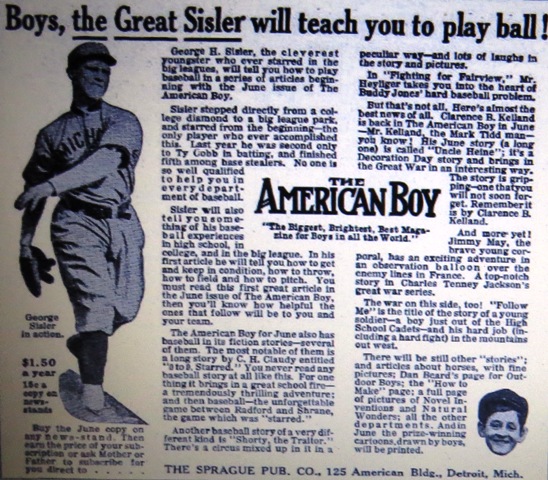 Boys, the Great Sisler will teach you to play ball!
George H. Sisler, the cleverest
youngster who ever starred in the
big leagues, will tell you how to play
baseball in a series of articles begin-
ning with the June issue of The
American Boy.
Sisler stepped directly from a col-
lege diamond to a big league park,
and starred from the beginning—the
only player who ever accomplished
this. Last year he was second only
to Ty Cobb in batting, and finished
fifth among base stealers. No one is
so well qualified
to help you in
every depart-
ment of baseball.
Sisler will also
tell you some-
thing of his base-
ball experiences
in high school, in
college, and in the big league. In his
first article he will tell you how to get
and keep in condition, how to throw,
how to field and how to pitch. You
must read this first great article in
the June issue of The American Boy,
then you'll know how helpful the
ones that follow will be to you and
your team.
The American Boy for June also has
baseball in its fiction stories—several
of them. The most notable of them is
a long story by C. H. Claudy entitled
"9 to 8, Starred." You never read any
baseball story at all like this. For one
thing it brings in a great school fire—
a tremendously thrilling adventure;
and then baseball—the unforgettable
game between Radford and Shrane,
the game which was "starred."
Another baseball story of a very dif-
ferent kind is "Shorty, the Traitor."
There's a circus mixed up in it in a
peculiar way—and lots of laughs in
the story and pictures.
In "Fighting for Fairview," Mr.
Heyliger takes you into the heart of
Buddy Jones' hard baseball problem.
But that's not all. Here's almost the
best news of all. Clarence B. Kelland
is back in The American Boy in June
—Mr. Kelland, the Mark Tidd man—
you know! His June story (a long
one) is called "Uncle Heine"; it's a
Decoration Day story and brings in
the Great War in an interesting way.
The story is grip-
ping—one that you
will not soon for-
get. Remember it
is by Clarence B.
Kelland.
And more yet!
Jimmy May, the
brave young cor-
poral, has an exciting adventure in
an observation balloon over the
enemy lines in France. A top-notch
story in Charles Tenney Jackson's
great war series.
The war on this side, too! "Follow
Me" is the title of the story of a young
soldier—a boy just out of the High
School Cadets—and his hard job (in-
cluding a hard fight) in the mountains
out west.
There will be still other "stories";
and articles about horses, with fine
pictures; Dan Beard's page for Out-
door Boys; the "How to
Make" page; a full page
of pictures of Novel In-
ventions and Natural
Wonders; all the other
departments. And in
June the prize-winning
cartoons, drawn by boys,
will be printed.
THE
AMERICAN BOY
"The Biggest, Brightest, Best Maga-
zine for Boys in all the World."
MICH
George
Sisler
in action.
$1.50
a year
15c a
copy on
news-
stands
Buy the June copy on
any news-stand. Then
earn the price of your sub-
scription or ask Mother or
Father to subscribe for
you direct to . . . . .
THE SPRAGUE PUB. CO., 125 American Bldg., Detroit, Mich.